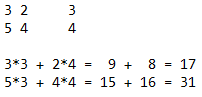 3 2     3
5 4     4
3*3 + 2*4 =  9 +  8 = 17
5*3 + 4*4 = 15 + 16 = 31